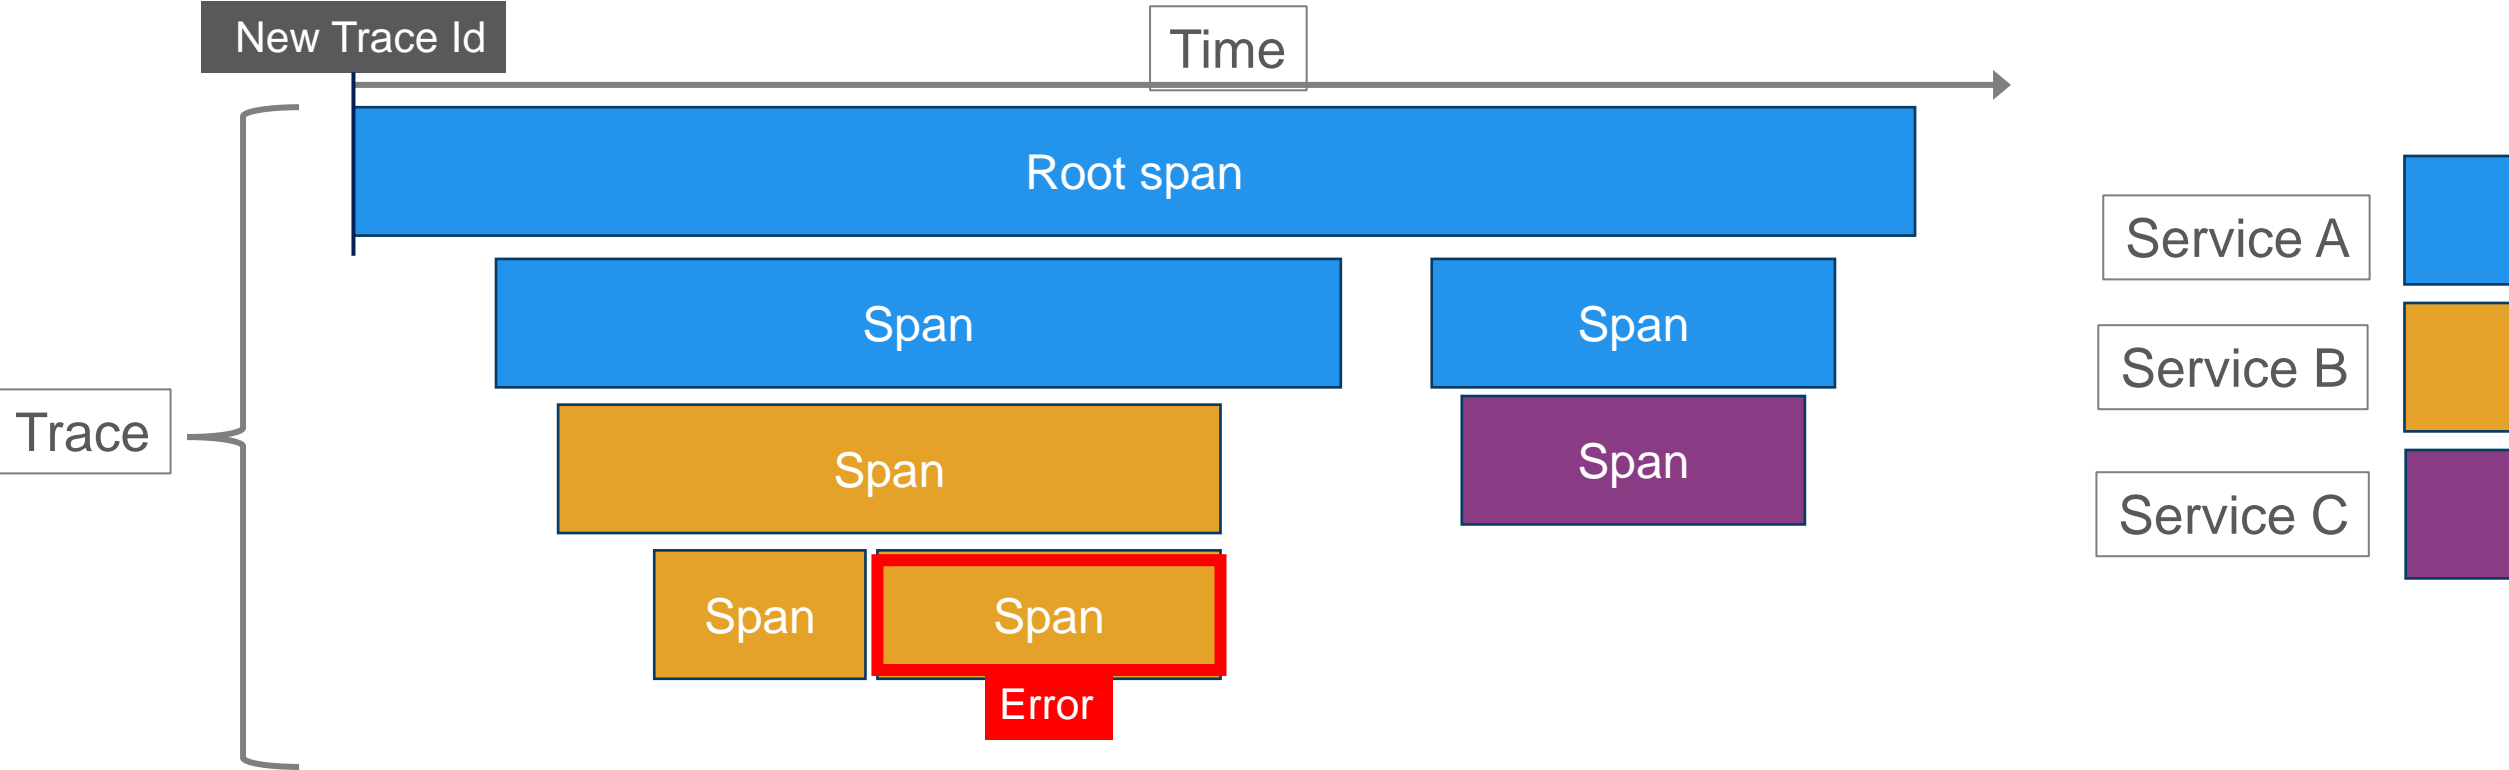 New Trace Id
Time
Root span
Service A
Span
Span
Service B
Trace
Span
Span
Service C
Span
Span
Error